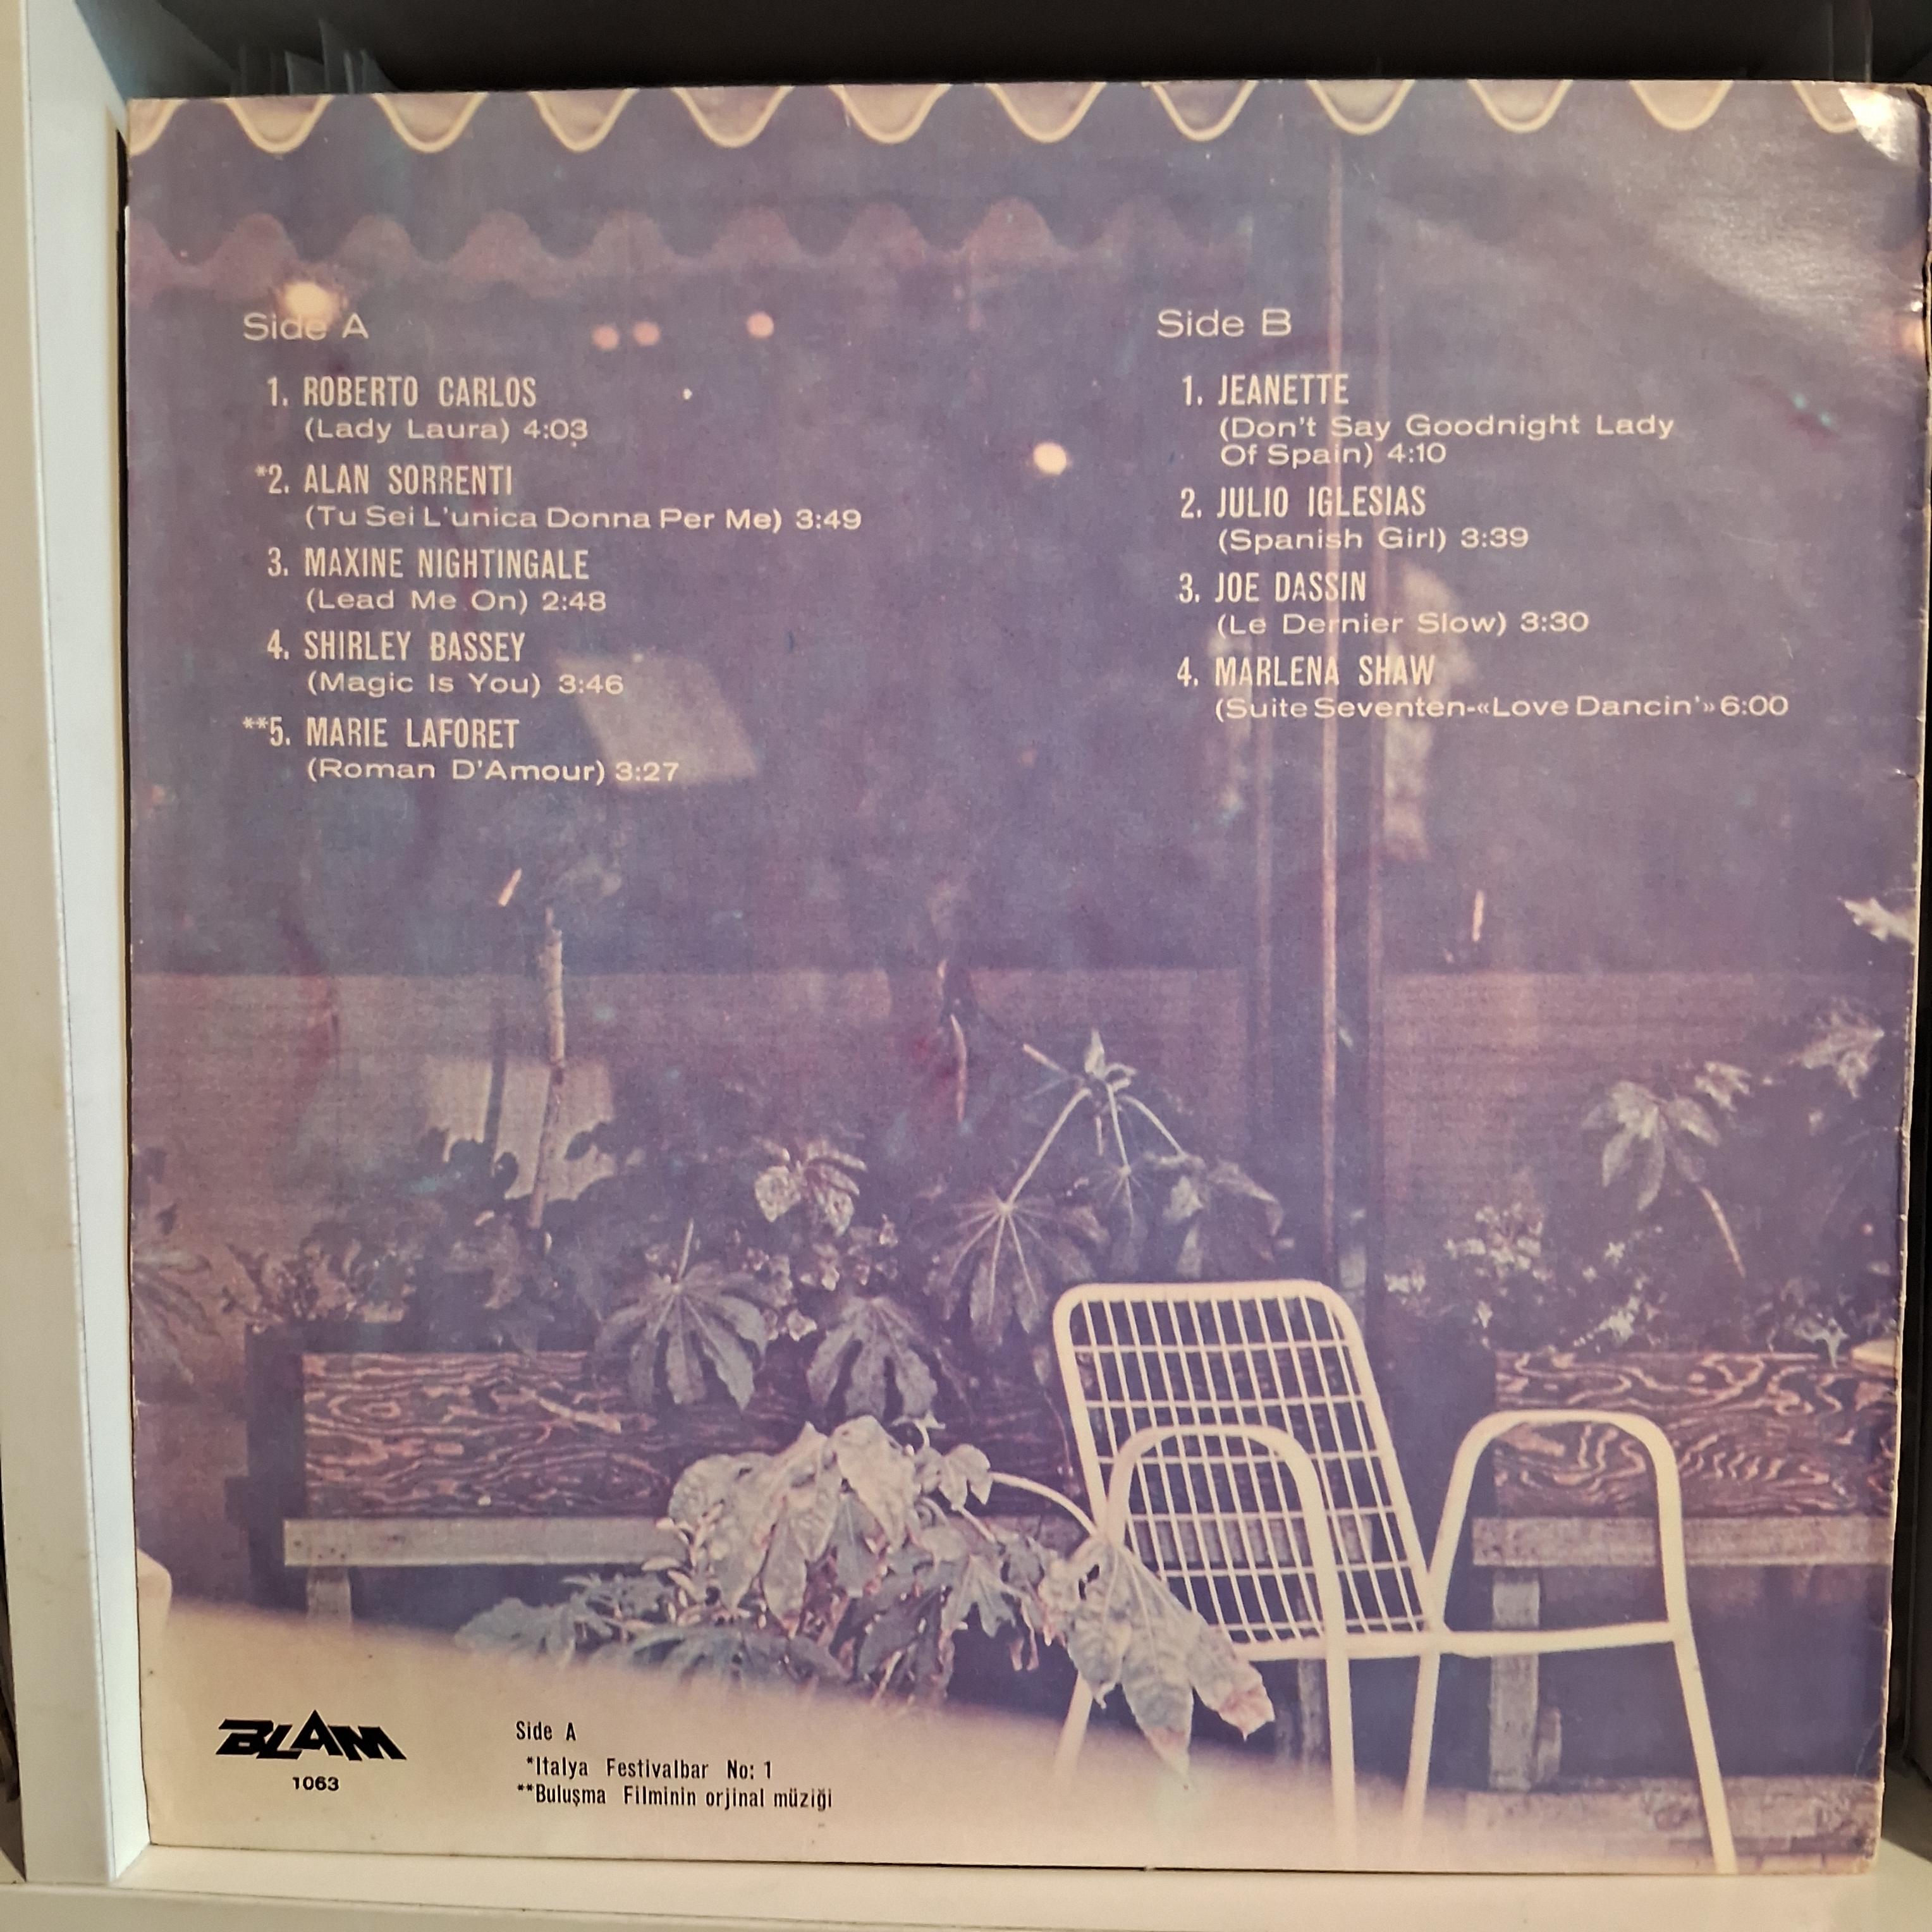 Side A
1. ROBERTO CARLOS
(Lady Laura) 4:03
*2. ALAN SORRENTI
(Tu Sei L'unica Donna Per Me) 3:49
3. MAXINE NIGHTINGALE
(Lead Me On) 2:48
4. SHIRLEY BASSEY
(Magic Is You) 3:46
**5. MARIE LAFORET
(Roman D'Amour) 3:27
Side B
1. JEANETTE
(Don't Say Goodnight Lady
Of Spain) 4:10
2. JULIO IGLESIAS
(Spanish Girl) 3:39
3. JOE DASSIN
(Le Dernier Slow) 3:30
4. MARLENA SHAW
(Suite Seventen-«Love Dancin'» 6:00
BLAM
1063
Side A
*Italya Festivalbar No: 1
**Buluşma Filminin orjinal müziği